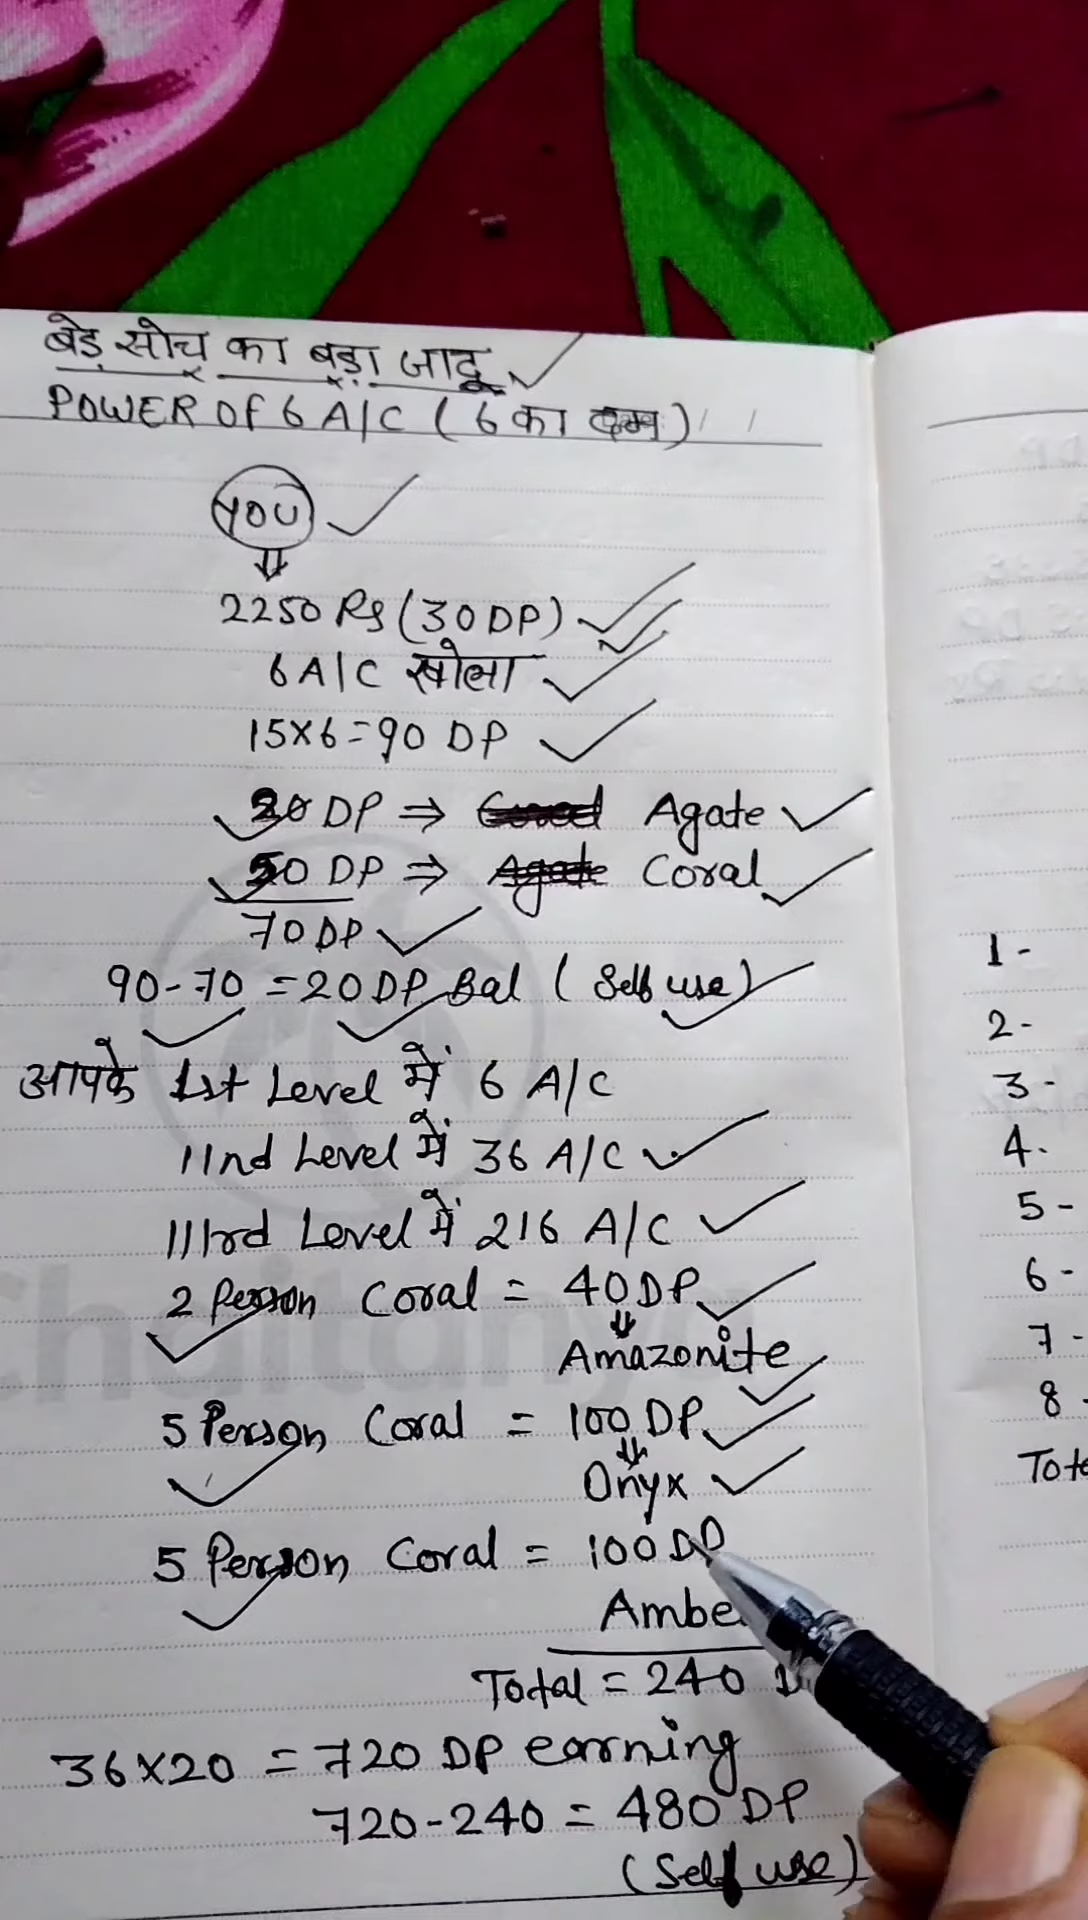 बड़े सोच का बड़ा जादू
POWER OF 6 A/C ( 6 का दम )
YOU
2250 Rs (30 DP)
6 A/C खोला
15x6=90 DP
20 DP ⇒ Agate
50 DP ⇒ Coral
70 DP
90-70 =20 DP Bal ( Self use )
आपके 1st Level में 6 A/C
IInd Level में 36 A/C
IIIrd Level में 216 A/C
2 Person Coral = 40 DP
Amazonite
5 Person Coral = 100 DP
Onyx
5 Person Coral = 100 DP
Ambe
Total = 240 D
36x20 = 720 DP earning
720-240 = 480 DP
(Self use)
1-
2-
3-
4.
5-
6-
7-
8-
Tot